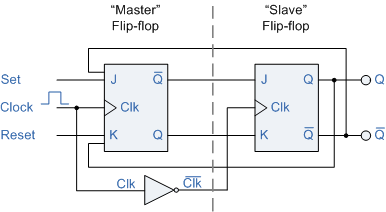 “Master” Flip-flop
“Slave” Flip-flop
Set
J
Q̅
J
Q
Q
Clock
Clk
Clk
Reset
K
Q
K
Q̅
Q̅
Clk
C̅l̅k̅